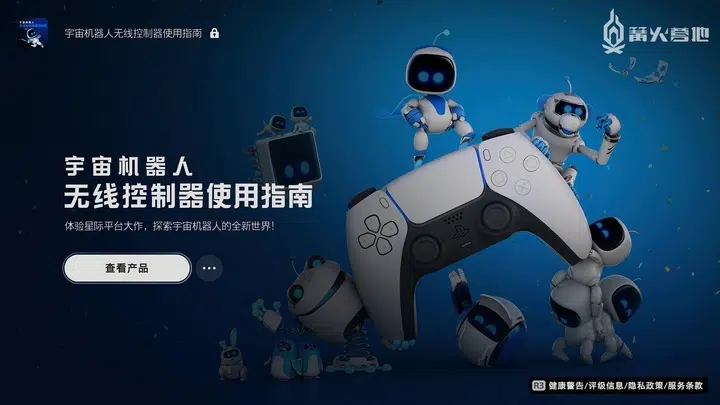 宇宙机器人无线控制器使用指南
篝火营地
宇宙机器人
无线控制器使用指南
体验星际平台大作，探索宇宙机器人的全新世界！
查看产品
R3 健康警告/评级信息/隐私政策/服务条款